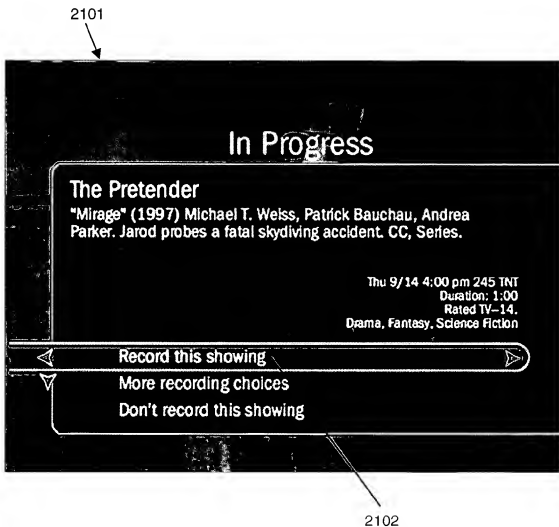 2101
In Progress
The Pretender
"Mirage" (1997) Michael T. Weiss, Patrick Bauchau, Andrea
Parker. Jarod probes a fatal skydiving accident. CC, Series.
Thu 9/14 4:00 pm 245 TNT
Duration: 1:00
Rated TV-14.
Drama, Fantasy, Science Fiction
Record this showing
More recording choices
Don't record this showing
2102